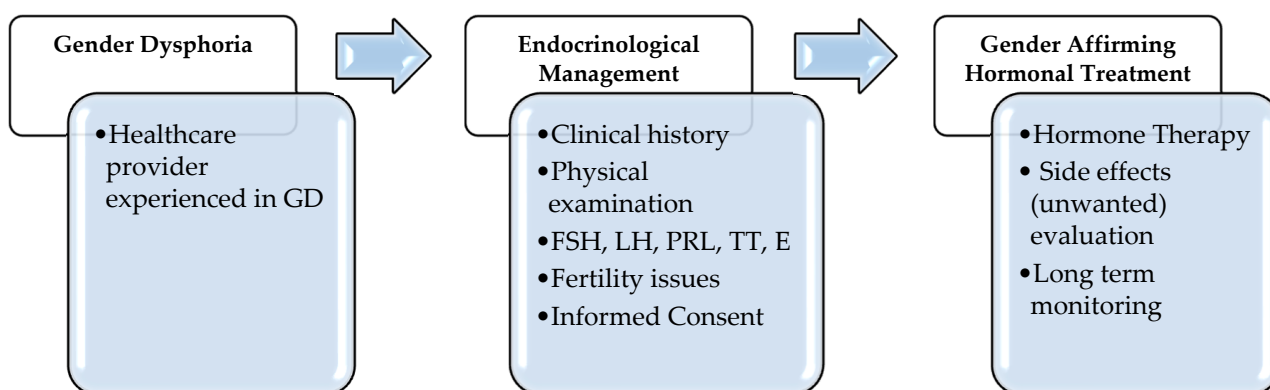 Gender Dysphoria
•Healthcare
provider
experienced in GD
Endocrinological
Management
•Clinical history
•Physical
examination
•FSH, LH, PRL, TT, E
•Fertility issues
•Informed Consent
Gender Affirming
Hormonal Treatment
•Hormone Therapy
• Side effects
(unwanted)
evaluation
•Long term
monitoring